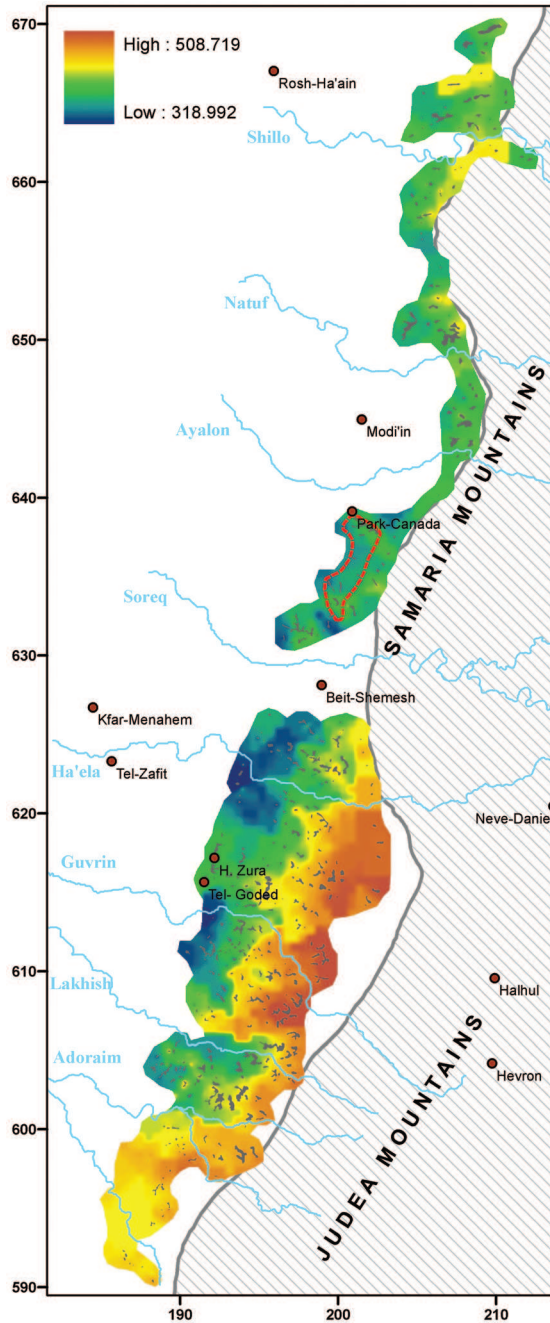 670
High : 508.719
Rosh-Ha'ain
Low : 318.992
Shillo
660
Natuf
650
Ayalon
Modi'in
640
Park-Canada
SAMARIA MOUNTAINS
Soreq
630
Beit-Shemesh
Kfar-Menahem
Ha'ela
Tel-Zafit
620
Neve-Danie
Guvrin
H. Zura
Tel- Goded
610
Lakhish
Halhul
Adoraim
Hevron
JUDEA MOUNTAINS
600
590
190
200
210